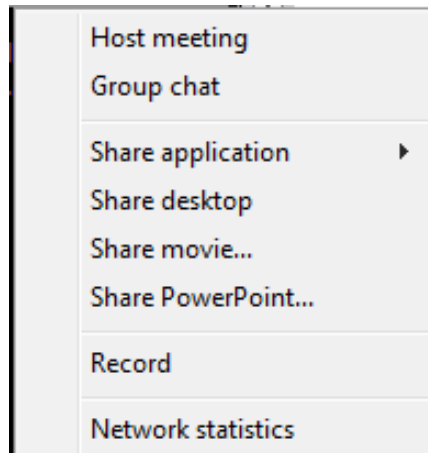 Host meeting
Group chat
Share application
Share desktop
Share movie...
Share PowerPoint...
Record
Network statistics